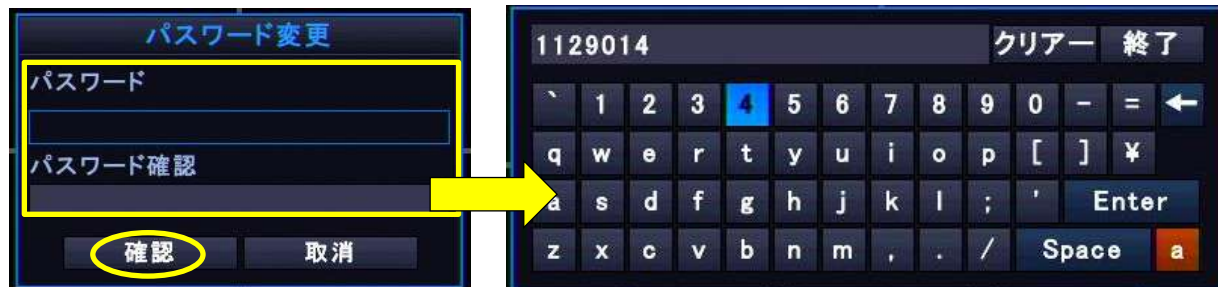 パスワード変更
パスワード
パスワード確認
確認 取消
1129014 クリアー 終了
` 1 2 3 4 5 6 7 8 9 0 - = ←
q w e r t y u i o p [ ] ¥
a s d f g h j k l ; ' Enter
z x c v b n m , . / Space a